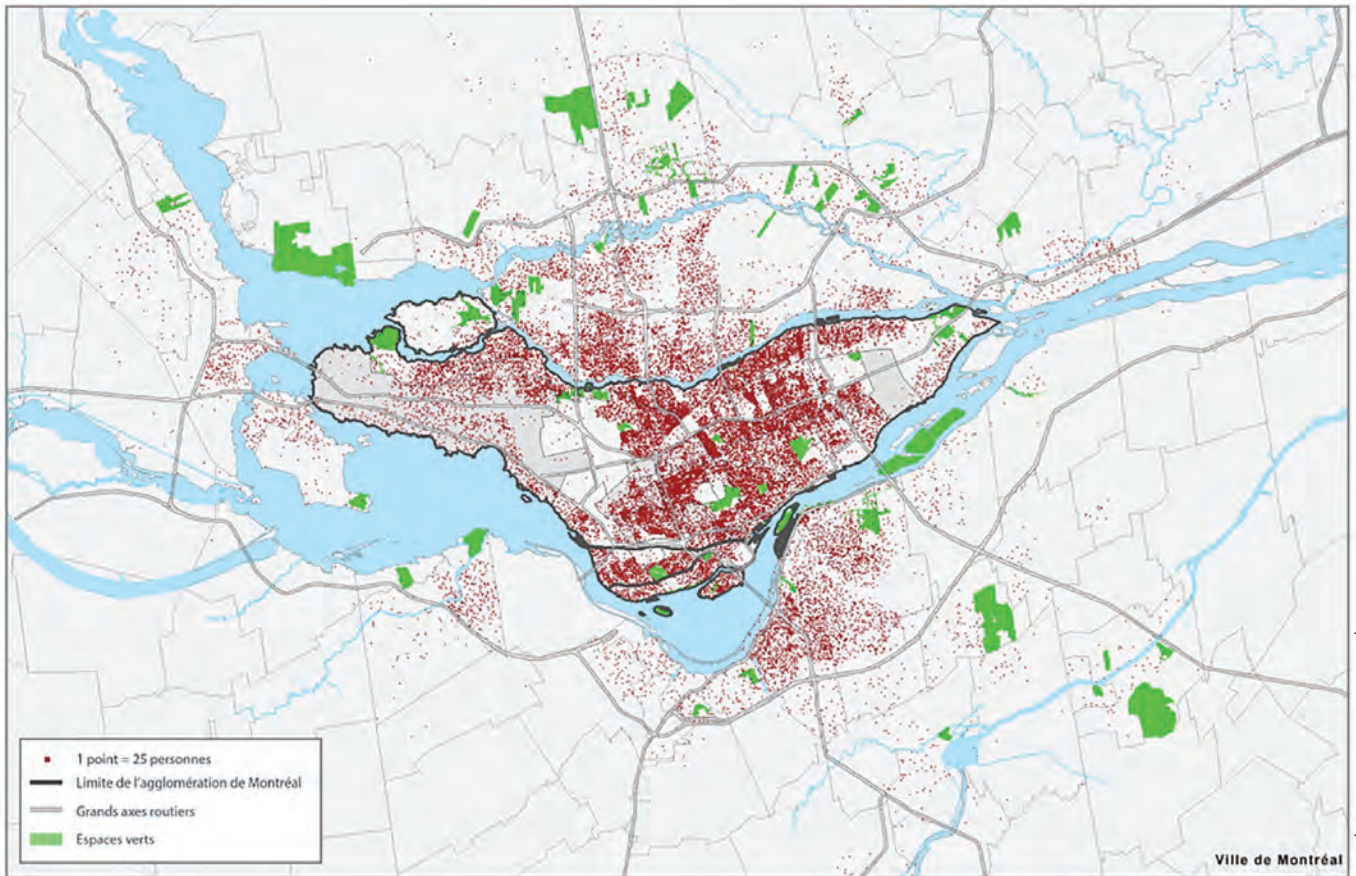 1 point = 25 personnes
Limite de l'agglomération de Montréal
Grands axes routiers
Espaces verts
Ville de Montréal